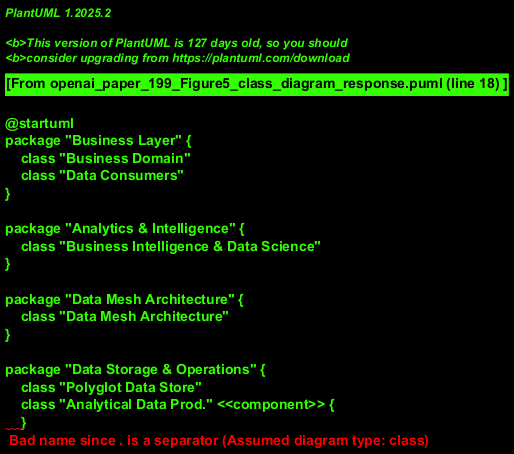 PlantUML 1.2025.2
<b>This version of PlantUML is 127 days old, so you should
<b>consider upgrading from https://plantuml.com/download
[From openai_paper_199_Figure5_class_diagram_response.puml (line 18) ]
@startuml
package "Business Layer" {
    class "Business Domain"
    class "Data Consumers"
}
package "Analytics & Intelligence" {
    class "Business Intelligence & Data Science"
}
package "Data Mesh Architecture" {
    class "Data Mesh Architecture"
}
package "Data Storage & Operations" {
    class "Polyglot Data Store"
    class "Analytical Data Prod." <<component>> {
    }
Bad name since . is a separator (Assumed diagram type: class)